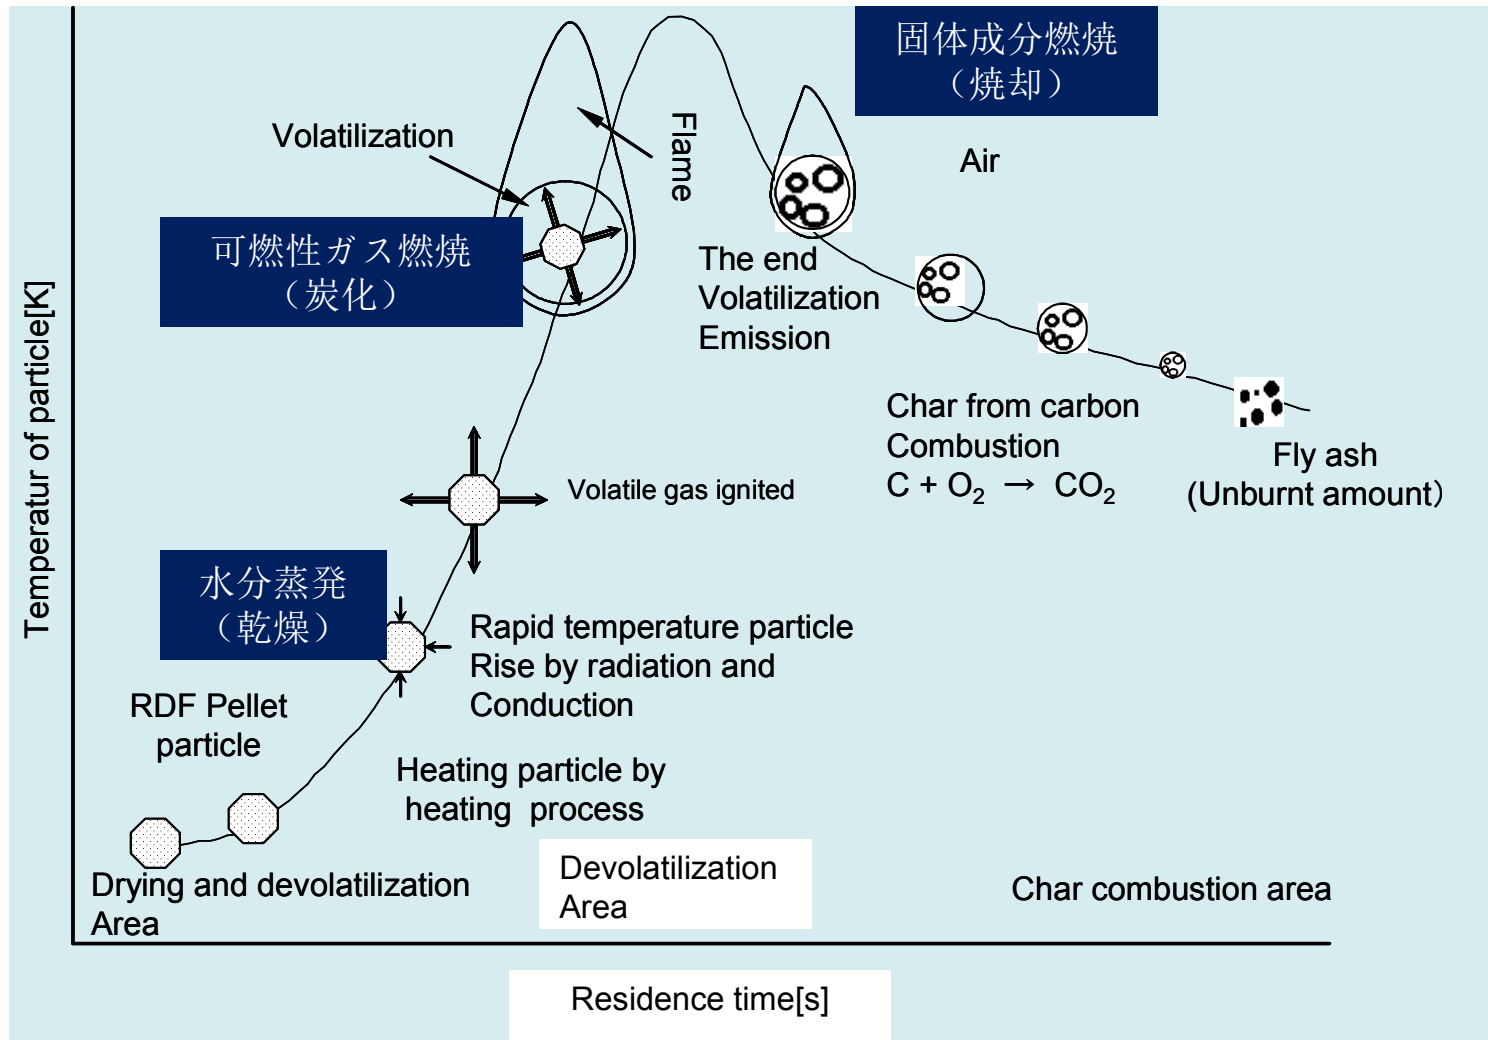 固体成分燃焼
（焼却）
Volatilization
Flame
Air
可燃性ガス燃焼
（炭化）
The end
Volatilization
Emission
Temperatur of particle[K]
Char from carbon
Combustion
C + O₂ → CO₂
Fly ash
(Unburnt amount）
Volatile gas ignited
水分蒸発
（乾燥）
Rapid temperature particle
Rise by radiation and
Conduction
RDF Pellet
particle
Heating particle by
heating process
Drying and devolatilization
Area
Devolatilization
Area
Char combustion area
Residence time[s]